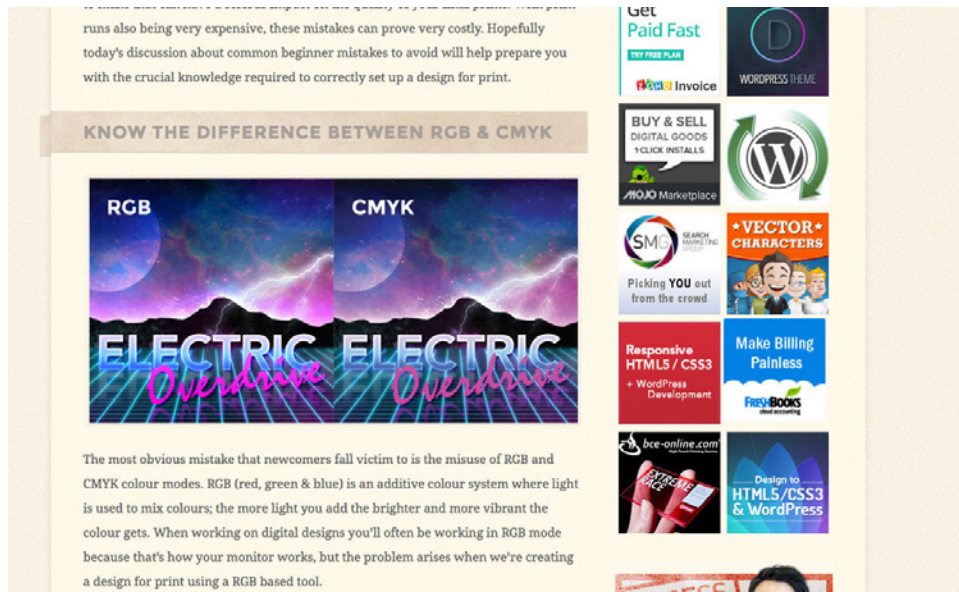 runs also being very expensive, these mistakes can prove very costly. Hopefully
today's discussion about common beginner mistakes to avoid will help prepare you
with the crucial knowledge required to correctly set up a design for print.
KNOW THE DIFFERENCE BETWEEN RGB & CMYK
RGB
CMYK
ELECTRIC
Overdrive
ELECTRIC
Overdrive
The most obvious mistake that newcomers fall victim to is the misuse of RGB and
CMYK colour modes. RGB (red, green & blue) is an additive colour system where light
is used to mix colours; the more light you add the brighter and more vibrant the
colour gets. When working on digital designs you'll often be working in RGB mode
because that's how your monitor works, but the problem arises when we're creating
a design for print using a RGB based tool.
Get
Paid Fast
TRY FREE PLAN
ZOHO Invoice
D
WORDPRESS THEME
BUY & SELL
DIGITAL GOODS
1-CLICK INSTALLS
MOJO Marketplace
W
SMG
SEARCH
MARKETING
GROUP
Picking YOU out
from the crowd
VECTOR
CHARACTERS
Responsive
HTML5 / CSS3
+ WordPress
Development
Make Billing
Painless
FRESHBOOKS
cloud accounting
bce-online.com
EXTREME
FACE
Design to
HTML5/CSS3
& WordPress